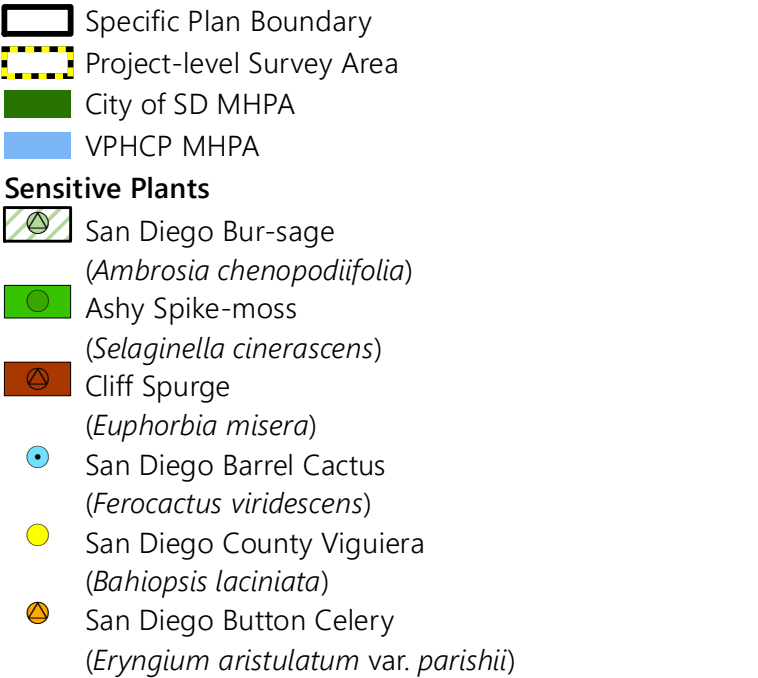 Specific Plan Boundary
Project-level Survey Area
City of SD MHPA
VPHCP MHPA
Sensitive Plants
San Diego Bur-sage
(Ambrosia chenopodiifolia)
Ashy Spike-moss
(Selaginella cinerascens)
Cliff Spurge
(Euphorbia misera)
San Diego Barrel Cactus
(Ferocactus viridescens)
San Diego County Viguiera
(Bahiopsis laciniata)
San Diego Button Celery
(Eryngium aristulatum var. parishii)